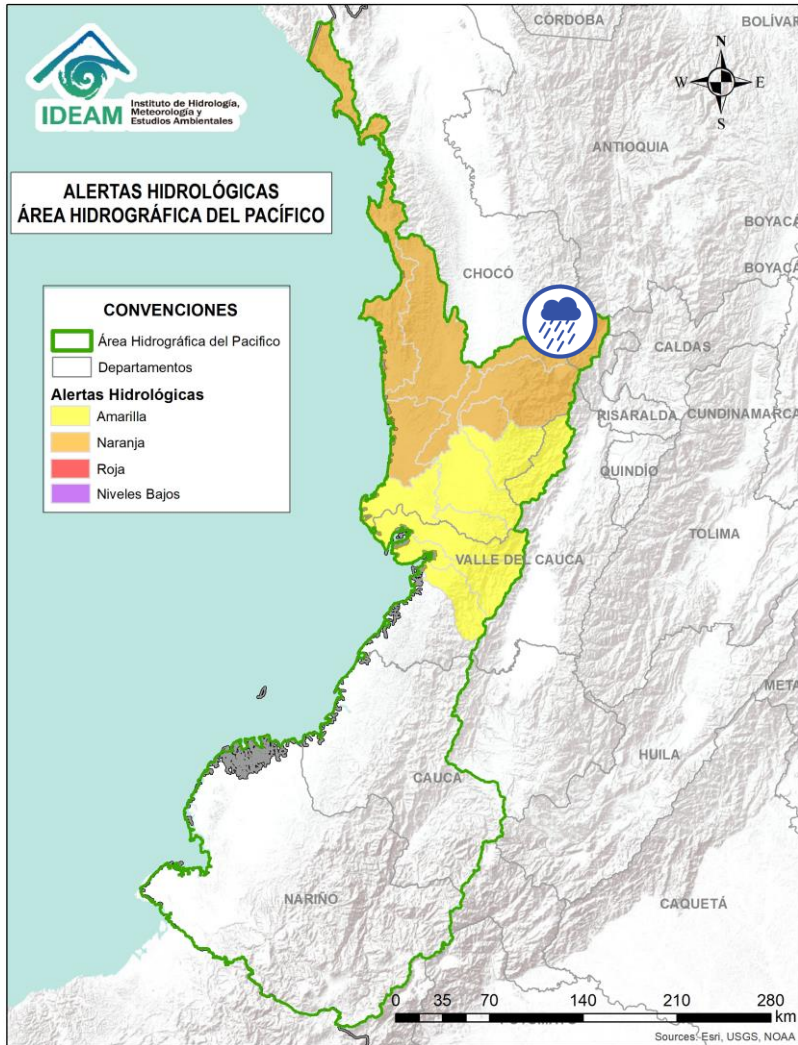 CÓRDOBA
BOLÍVAR
N
W
E
S
IDEAM
Instituto de Hidrología,
Meteorología y
Estudios Ambientales
ANTIOQUIA
ALERTAS HIDROLÓGICAS
ÁREA HIDROGRÁFICA DEL PACÍFICO
BOYACÁ
BOYACÁ
CHOCÓ
CONVENCIONES
Área Hidrográfica del Pacifico
Departamentos
Alertas Hidrológicas
Amarilla
Naranja
Roja
Niveles Bajos
CALDAS
RISARALDA
CUNDINAMARCA
QUINDÍO
TOLIMA
VALLE DEL CAUCA
META
HUILA
CAUCA
NARIÑO
CAQUETÁ
0 35 70 140 210 280
km
Sources: Esri, USGS, NOAA